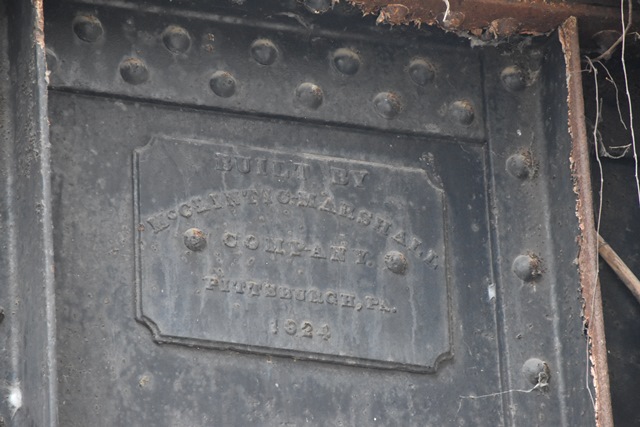 BUILT BY
McCLINTIC-MARSHALL
COMPANY.
PITTSBURGH, PA.
1924